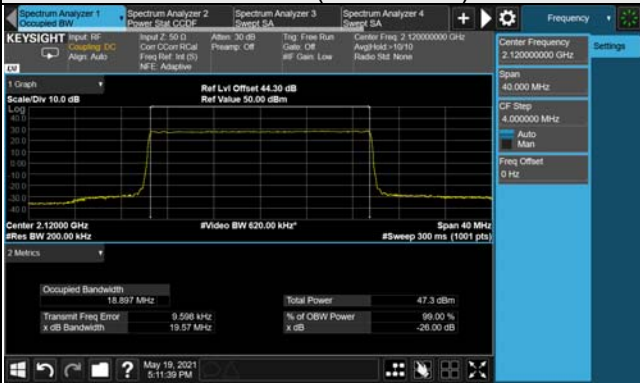 Spectrum Analyzer 1
Occupied BW
Spectrum Analyzer 2
Power Stat CCDF
Spectrum Analyzer 3
Swept SA
Spectrum Analyzer 4
Swept SA
Frequency
KEYSIGHT
Input: RF
Coupling: DC
Align: Auto
Input Z: 50 Ω
Corr CCorr RCal
Freq Ref: Int (S)
NFE: Adaptive
Atten: 30 dB
Preamp: Off
Trig: Free Run
Gate: Off
#IF Gain: Low
Center Freq: 2.120000000 GHz
Avg|Hold:>10/10
Radio Std: None
Center Frequency
2.120000000 GHz
Settings
Span
40.000 MHz
CF Step
4.000000 MHz
Auto
Man
Freq Offset
0 Hz
1 Graph
Scale/Div 10.0 dB
Ref Lvl Offset 44.30 dB
Ref Value 50.00 dBm
Log
40.0
30.0
20.0
10.0
0.00
-10.0
-20.0
-30.0
-40.0
Center 2.12000 GHz
#Res BW 200.00 kHz
#Video BW 620.00 kHz*
Span 40 MHz
#Sweep 300 ms (1001 pts)
2 Metrics
Occupied Bandwidth
18.897 MHz
Total Power
47.3 dBm
Transmit Freq Error
9.598 kHz
% of OBW Power
99.00 %
x dB Bandwidth
19.57 MHz
x dB
-26.00 dB
May 19, 2021
5:11:39 PM